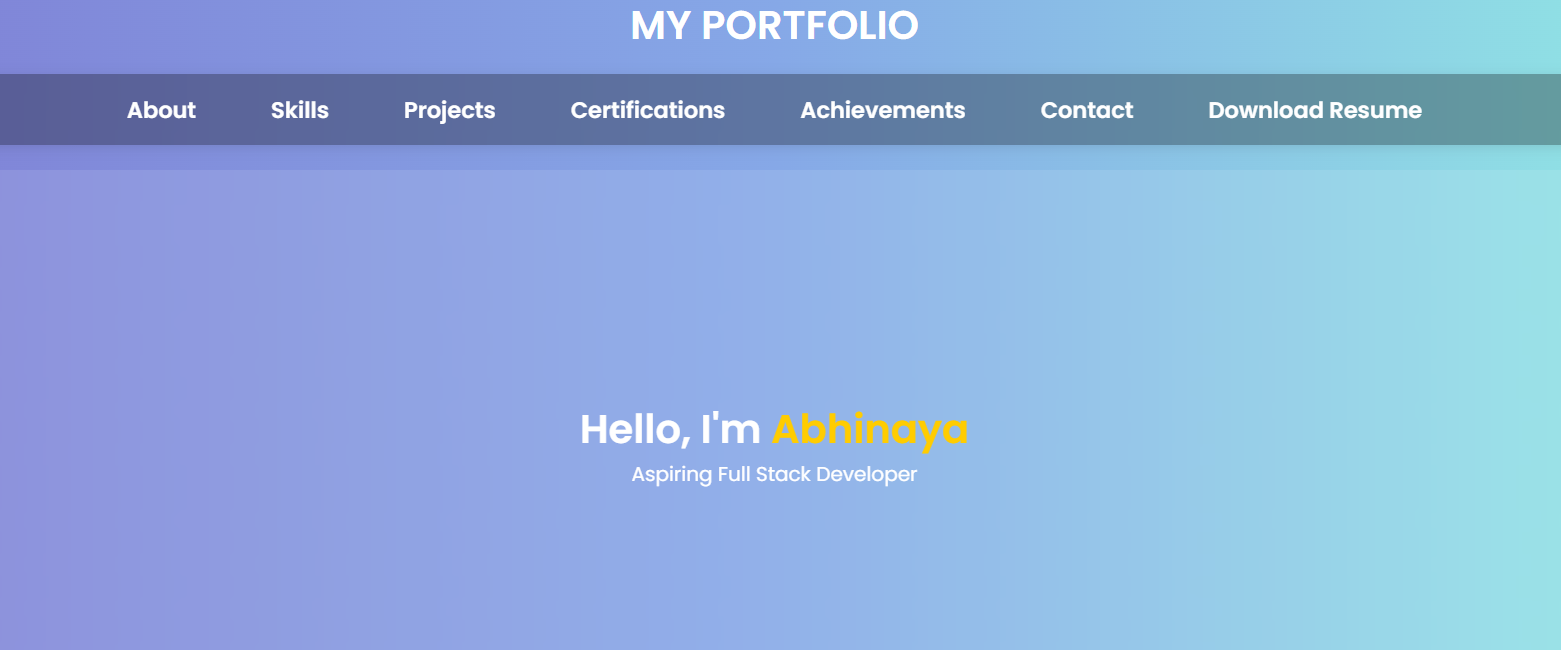 MY PORTFOLIO
About Skills Projects Certifications Achievements Contact Download Resume
Hello, I'm Abhinaya
Aspiring Full Stack Developer